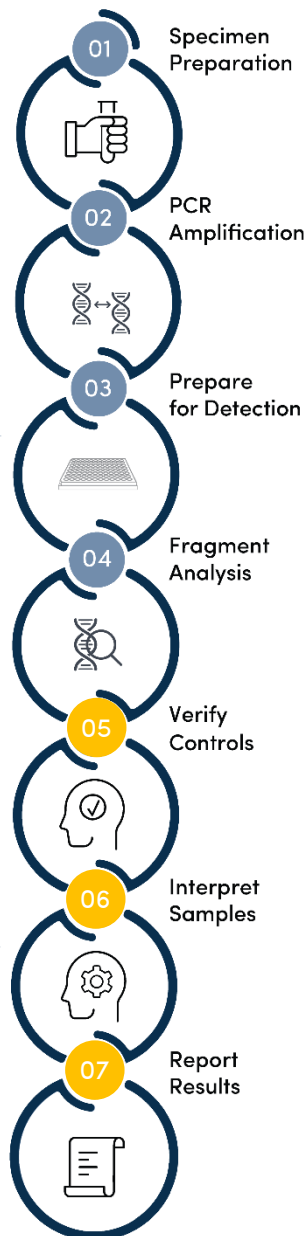 01
Specimen
Preparation
02
PCR
Amplification
03
Prepare
for Detection
04
Fragment
Analysis
05
Verify
Controls
06
Interpret
Samples
07
Report
Results